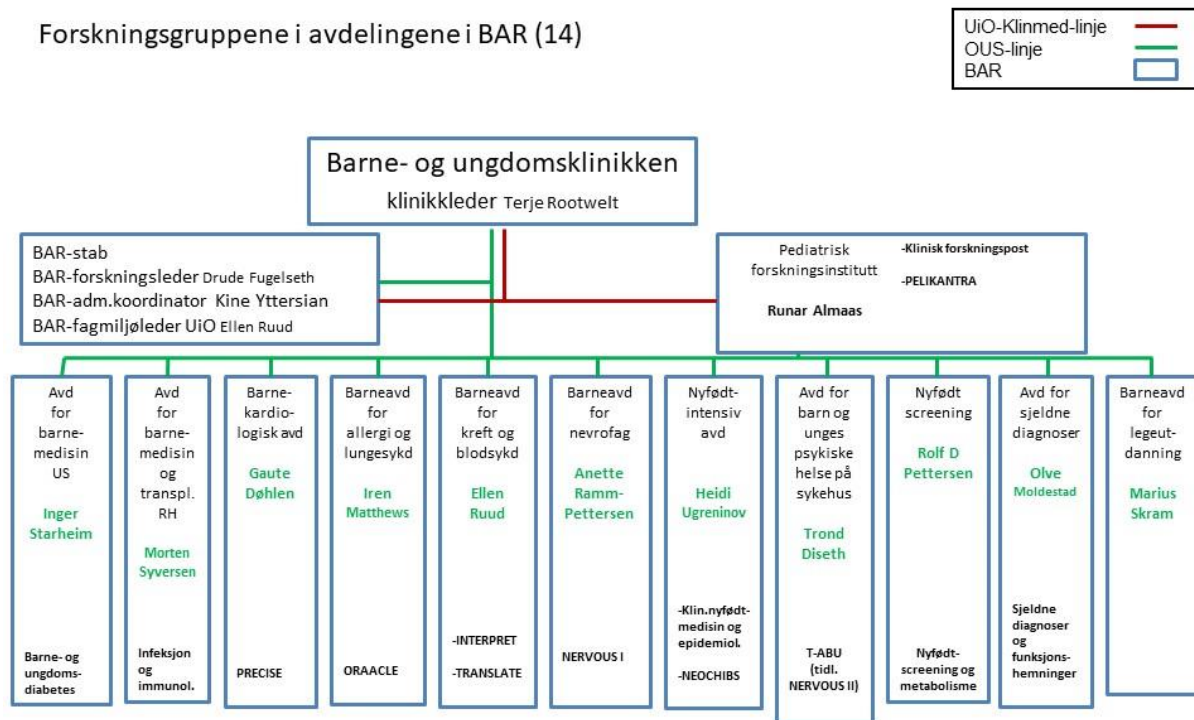 Forskningsgruppene i avdelingene i BAR (14)
UiO-Klinmed-linje
OUS-linje
BAR
Barne- og ungdomsklinikken
klinikkleder Terje Rootwelt
BAR-stab
BAR-forskningsleder Drude Fugelseth
BAR-adm.koordinator Kine Yttersian
BAR-fagmiljøleder UiO Ellen Ruud
Pediatrisk
forskningsinstitutt
Runar Almaas
-Klinisk forskningspost
-PELIKANTRA
Avd
for
barne-
medisin
US
Inger
Starheim
Barne- og
ungdoms-
diabetes
Avd
for
barne-
medisin
og
transpl.
RH
Morten
Syversen
Infeksjon
og
immunol.
Barne-
kardio-
logisk avd
Gaute
Døhlen
PRECISE
Barneavd
for
allergi og
lungesykd
Iren
Matthews
ORAACLE
Barneavd
for
kreft og
blodsykd
Ellen
Ruud
-INTERPRET
-TRANSLATE
Barneavd
for
nevrofag
Anette
Ramm-
Pettersen
NERVOUS I
Nyfødt-
intensiv
avd
Heidi
Ugreninov
-Klin.nyfødt-
medisin og
epidemiol.
-NEOCHIBS
Avd for
barn og
unges
psykiske
helse på
sykehus
Trond
Diseth
T-ABU
(tidl.
NERVOUS II)
Nyfødt
screening
Rolf D
Pettersen
Nyfødt-
screening og
metabolisme
Avd for
sjeldne
diagnoser
Olve
Moldestad
Sjeldne
diagnoser
og
funksjons-
hemninger
Barneavd
for
legeut-
danning
Marius
Skram